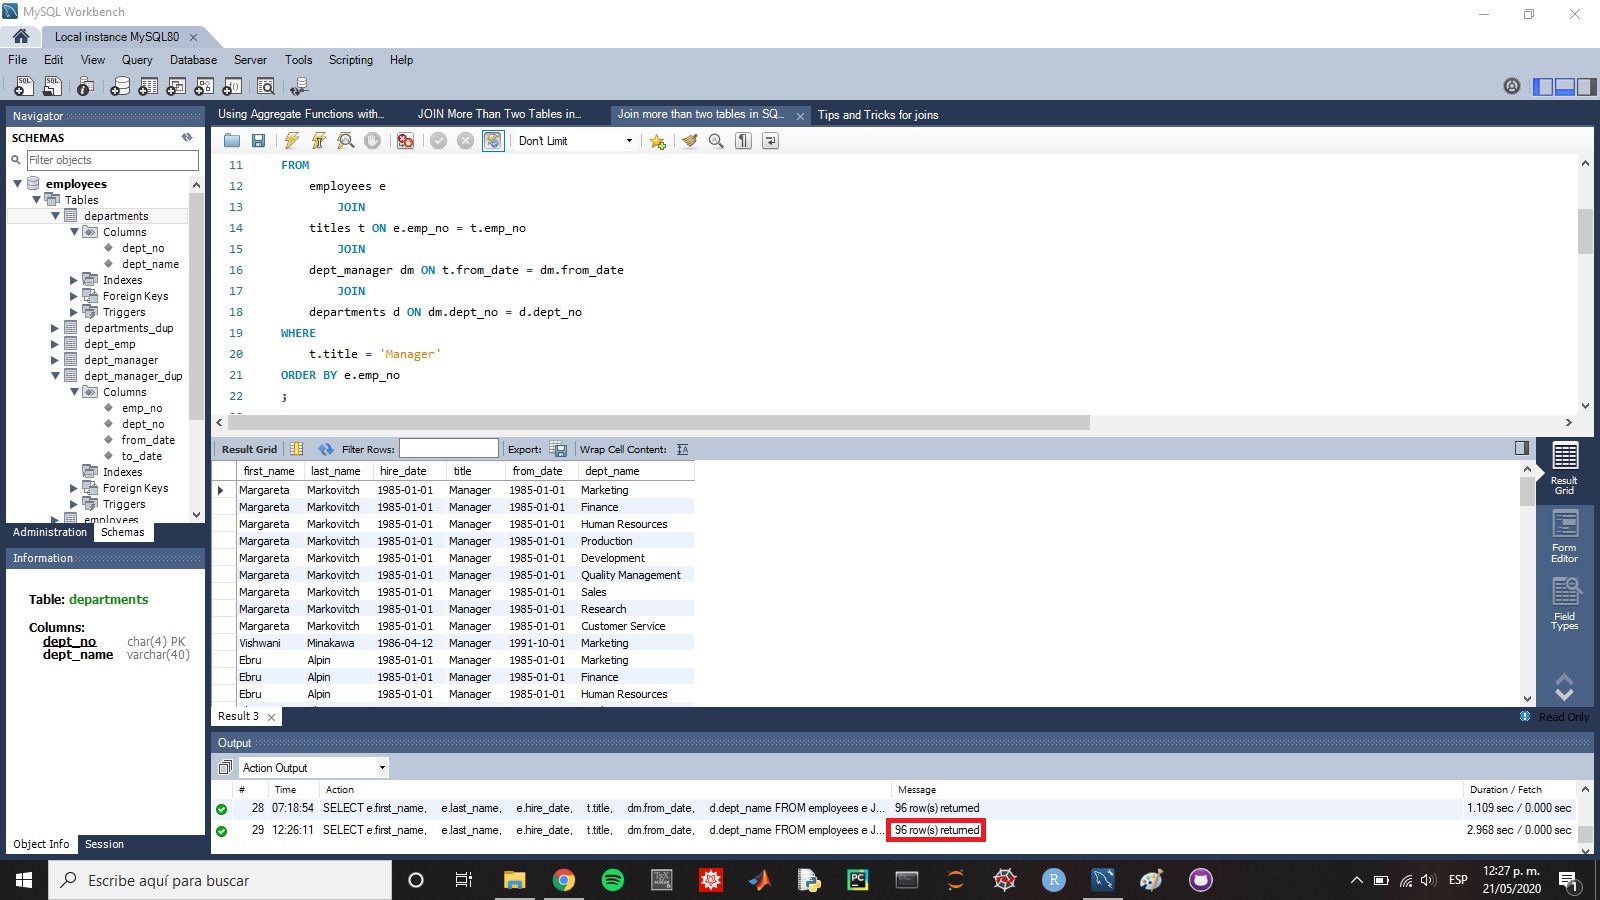 MySQL Workbench
Local instance MySQL80
File Edit View Query Database Server Tools Scripting Help
Navigator
SCHEMAS
Filter objects
employees
Tables
departments
Columns
dept_no
dept_name
Indexes
Foreign Keys
Triggers
departments_dup
dept_emp
dept_manager
dept_manager_dup
Columns
emp_no
dept_no
from_date
to_date
Indexes
Foreign Keys
Triggers
employees
Administration Schemas
Information
Table: departments
Columns:
dept_no char(4) PK
dept_name varchar(40)
Object Info Session
Using Aggregate Functions with... JOIN More Than Two Tables in... Join more than two tables in SQ... Tips and Tricks for joins
Don't Limit
11 FROM
12 employees e
13 JOIN
14 titles t ON e.emp_no = t.emp_no
15 JOIN
16 dept_manager dm ON t.from_date = dm.from_date
17 JOIN
18 departments d ON dm.dept_no = d.dept_no
19 WHERE
20 t.title = 'Manager'
21 ORDER BY e.emp_no
22 ;
Result Grid Filter Rows: Export: Wrap Cell Content:
first_name last_name hire_date title from_date dept_name
Margareta Markovitch 1985-01-01 Manager 1985-01-01 Marketing
Margareta Markovitch 1985-01-01 Manager 1985-01-01 Finance
Margareta Markovitch 1985-01-01 Manager 1985-01-01 Human Resources
Margareta Markovitch 1985-01-01 Manager 1985-01-01 Production
Margareta Markovitch 1985-01-01 Manager 1985-01-01 Development
Margareta Markovitch 1985-01-01 Manager 1985-01-01 Quality Management
Margareta Markovitch 1985-01-01 Manager 1985-01-01 Sales
Margareta Markovitch 1985-01-01 Manager 1985-01-01 Research
Margareta Markovitch 1985-01-01 Manager 1985-01-01 Customer Service
Vishwani Minakawa 1986-04-12 Manager 1991-10-01 Marketing
Ebru Alpin 1985-01-01 Manager 1985-01-01 Marketing
Ebru Alpin 1985-01-01 Manager 1985-01-01 Finance
Ebru Alpin 1985-01-01 Manager 1985-01-01 Human Resources
Result Grid
Form Editor
Field Types
Result 3
Read Only
Output
Action Output
# Time Action Message Duration / Fetch
28 07:18:54 SELECT e.first_name, e.last_name, e.hire_date, t.title, dm.from_date, d.dept_name FROM employees e J... 96 row(s) returned 1.109 sec / 0.000 sec
29 12:26:11 SELECT e.first_name, e.last_name, e.hire_date, t.title, dm.from_date, d.dept_name FROM employees e J... 96 row(s) returned 2.968 sec / 0.000 sec
Escribe aquí para buscar
ESP
12:27 p. m.
21/05/2020
1